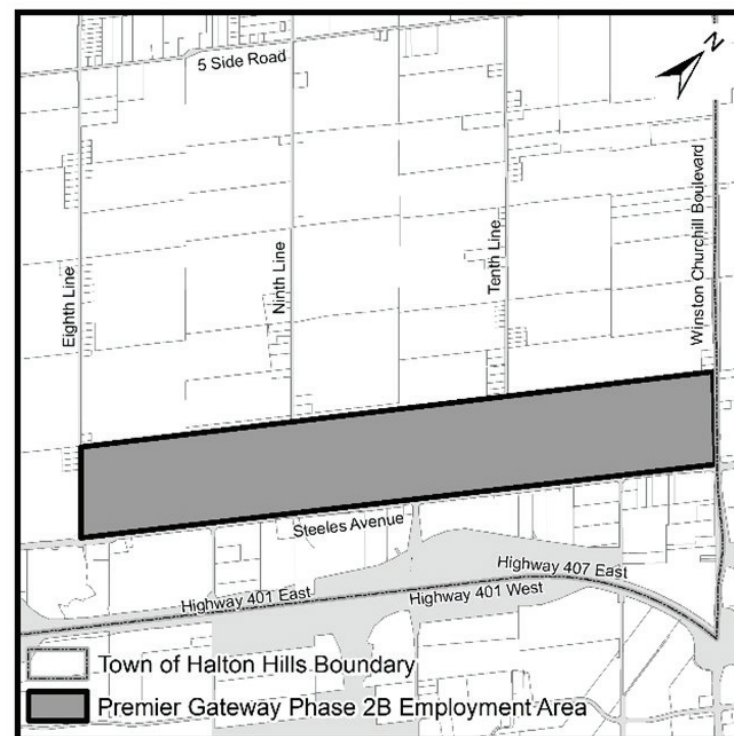 5 Side Road
N
Winston Churchill Boulevard
Tenth Line
Ninth Line
Eighth Line
Steeles Avenue
Highway 407 East
Highway 401 East
Highway 401 West
Town of Halton Hills Boundary
Premier Gateway Phase 2B Employment Area